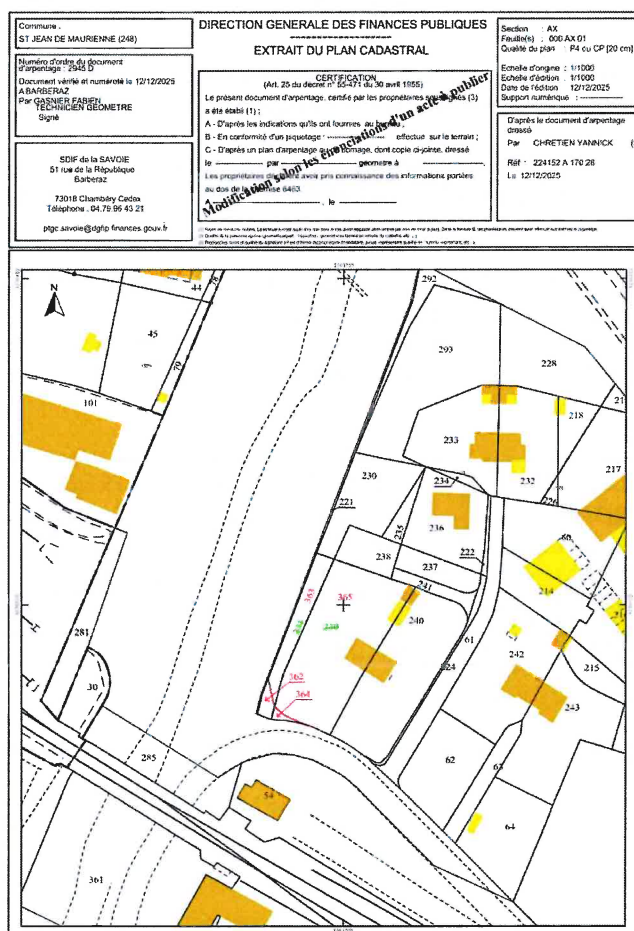 Commune :
ST JEAN DE MAURIENNE (248)
Numéro d'ordre du document
d'arpentage : 2945 D
Document vérifié et numéroté le 12/12/2025
A BARBERAZ
Par GASNIER FABIEN
TECHNICIEN GEOMETRE
Signé
SDIF de la SAVOIE
51 rue de la République
Barberaz
73018 Chambéry Cedex
Téléphone : 04.79.96 43 21
ptgc.savoie@dgfip.finances.gouv.fr
DIRECTION GENERALE DES FINANCES PUBLIQUES
EXTRAIT DU PLAN CADASTRAL
CERTIFICATION
(Art. 25 du décret n° 55-471 du 30 avril 1955)
Le présent document d'arpentage, certifié par les propriétaires soussignés (3)
a été établi (1) :
A - D'après les indications qu'ils ont fournies au bureau ;
B - En conformité d'un piquetage : effectué sur le terrain ;
C - D'après un plan d'arpentage ou de bornage, dont copie ci-jointe, dressé
le par géomètre à
Les propriétaires déclarent avoir pris connaissance des informations portées
au dos de la chemise 6463.
A , le
Modification selon les énonciations d'un acte à publier
Section : AX
Feuille(s) : 000 AX 01
Qualité du plan : P4 ou CP [20 cm]
Echelle d'origine : 1/1000
Echelle d'édition : 1/1000
Date de l'édition : 12/12/2025
Support numérique :
D'après le document d'arpentage
dressé
Par CHRETIEN YANNICK (
Réf : 224152 A 170 28
Le 12/12/2025
N
44
78
45
79
101
281
30
285
361
54
292
293
228
218
21
233
232
217
226
230
234
236
221
235
238
237
222
241
60
214
363
365
240
61
242
215
224
243
362
364
62
63
64